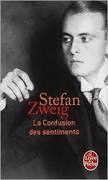 Stefan
Zweig
La Confusion
des sentiments
Le Livre
de Poche